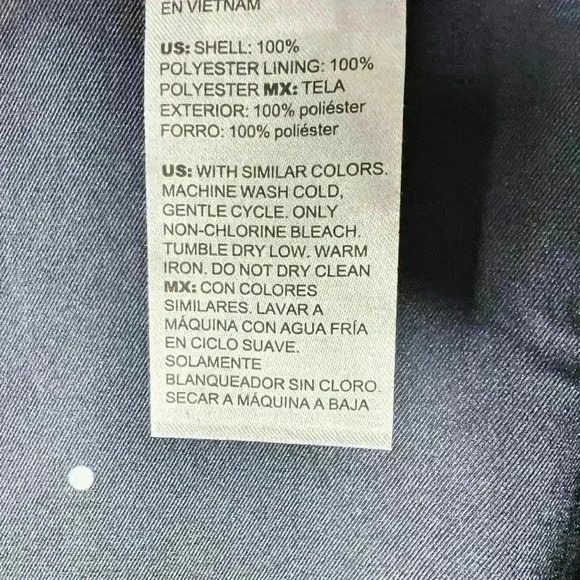 EN VIETNAM
US: SHELL: 100%
POLYESTER LINING: 100%
POLYESTER MX: TELA
EXTERIOR: 100% poliéster
FORRO: 100% poliéster
US: WITH SIMILAR COLORS.
MACHINE WASH COLD,
GENTLE CYCLE. ONLY
NON-CHLORINE BLEACH.
TUMBLE DRY LOW. WARM
IRON. DO NOT DRY CLEAN
MX: CON COLORES
SIMILARES. LAVAR A
MÁQUINA CON AGUA FRÍA
EN CICLO SUAVE.
SOLAMENTE
BLANQUEADOR SIN CLORO.
SECAR A MÁQUINA A BAJA